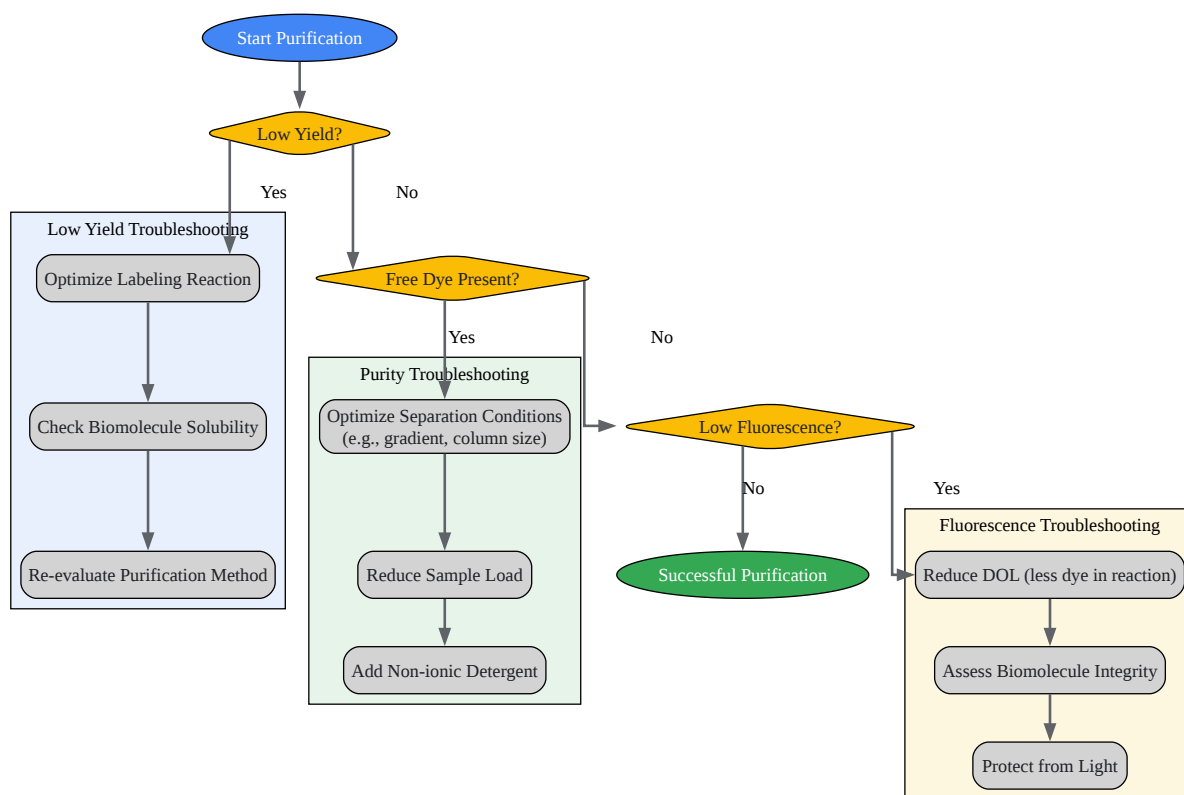 Start Purification
Low Yield?
Yes
No
Low Yield Troubleshooting
Optimize Labeling Reaction
Check Biomolecule Solubility
Re-evaluate Purification Method
Free Dye Present?
Yes
No
Purity Troubleshooting
Optimize Separation Conditions
(e.g., gradient, column size)
Reduce Sample Load
Add Non-ionic Detergent
Low Fluorescence?
No
Yes
Successful Purification
Fluorescence Troubleshooting
Reduce DOL (less dye in reaction)
Assess Biomolecule Integrity
Protect from Light